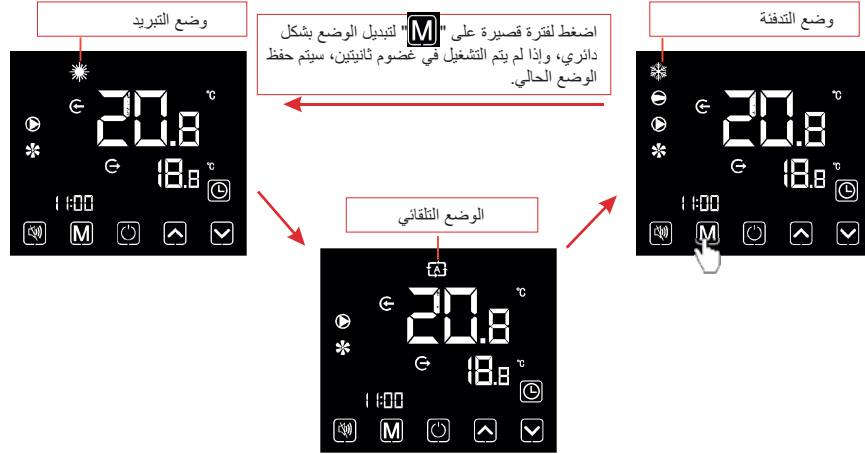 وضع التبريد
اضغط لفترة قصيرة على "M" لتبديل الوضع بشكل
دائري، وإذا لم يتم التشغيل في غضوم ثانيتين، سيتم حفظ
الوضع الحالي.
وضع التدفئة
20.8 °C
18.8 °C
11:00
M
20.8 °C
18.8 °C
11:00
M
الوضع التلقائي
A
20.8 °C
18.8 °C
11:00
M